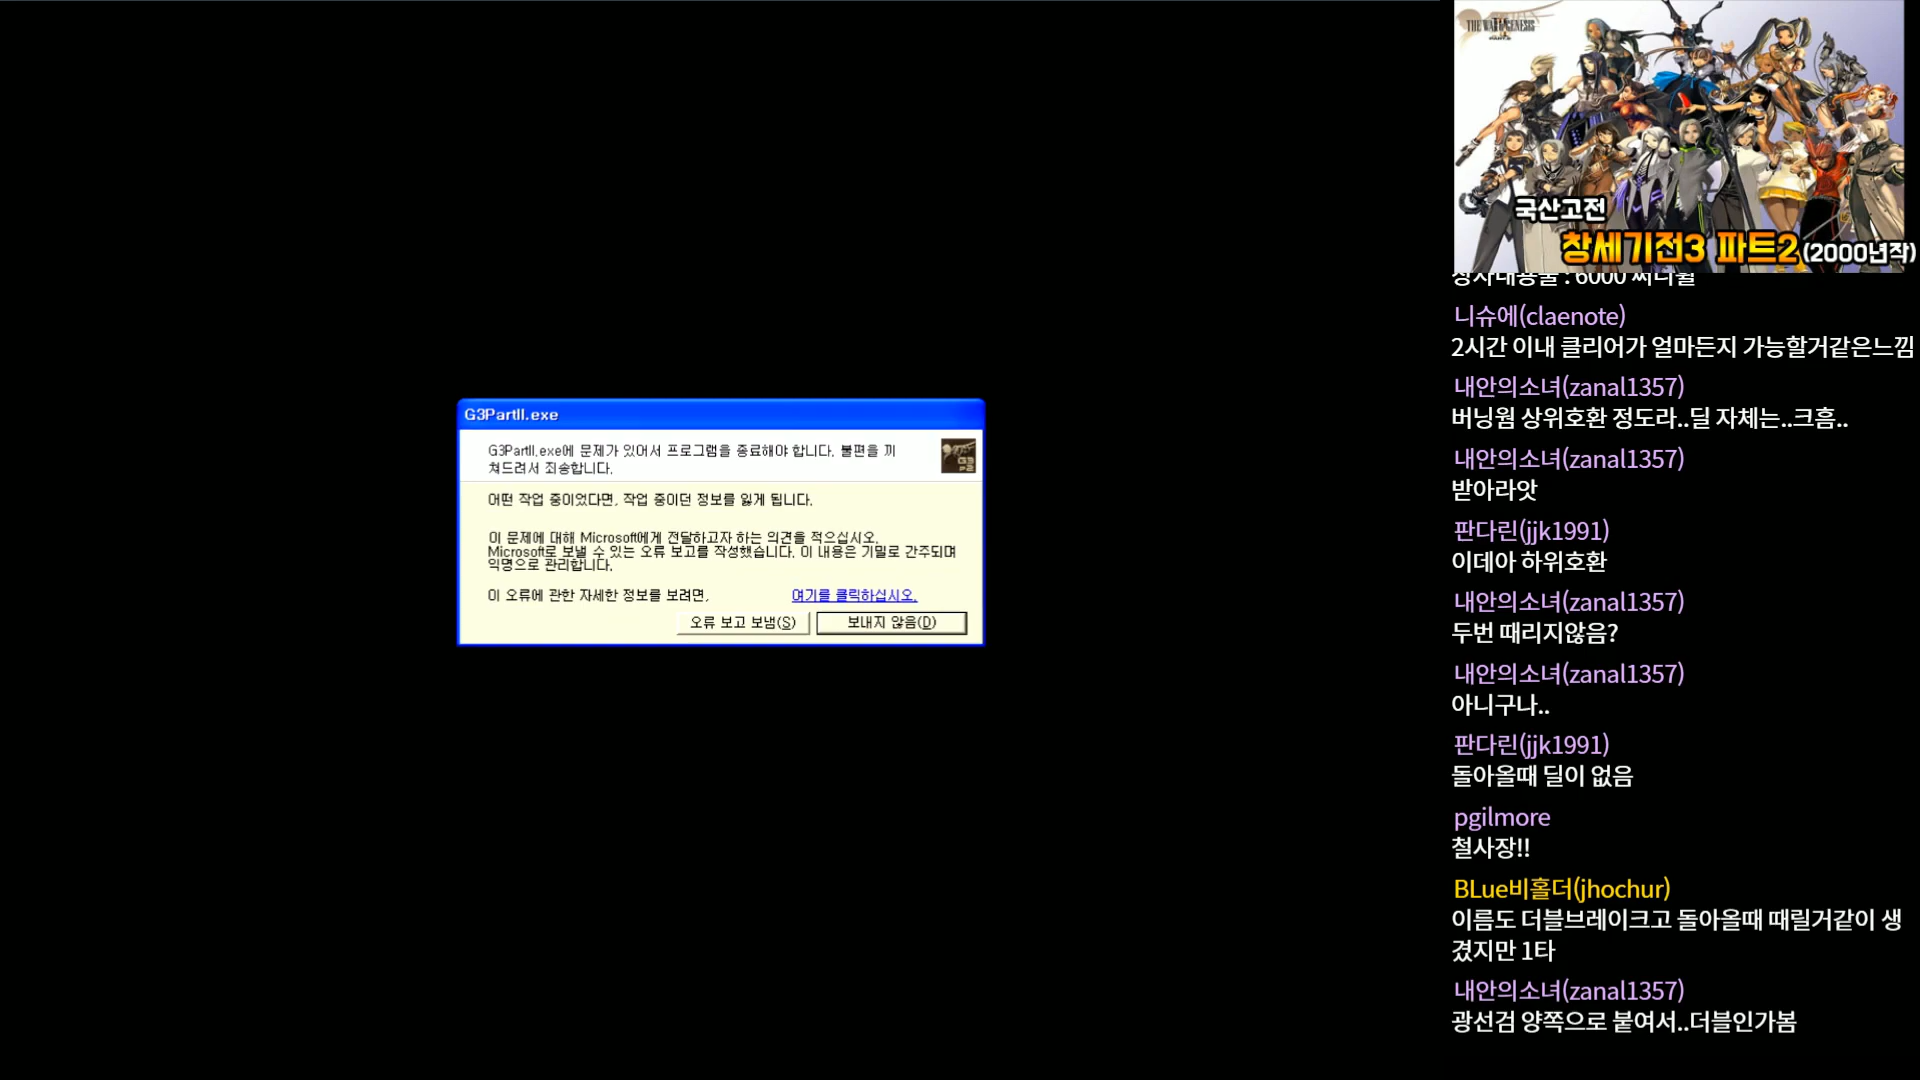 G3PartII.exe
G3PartII.exe에 문제가 있어서 프로그램을 종료해야 합니다. 불편을 끼
쳐드려서 죄송합니다.
어떤 작업 중이었다면, 작업 중이던 정보를 잃게 됩니다.
이 문제에 대해 Microsoft에게 전달하고자 하는 의견을 적으십시오.
Microsoft로 보낼 수 있는 오류 보고를 작성했습니다. 이 내용은 기밀로 간주되며
익명으로 관리합니다.
이 오류에 관한 자세한 정보를 보려면, 여기를 클릭하십시오.
오류 보고 보냄(S) 보내지 않음(D)
G3
P2
THE WAR OF GENESIS
국산고전
창세기전3 파트2 (2000년작)
: 6000
니슈에(claenote)
2시간 이내 클리어가 얼마든지 가능할거같은느낌
내안의소녀(zanal1357)
버닝웜 상위호환 정도라..딜 자체는..크흠..
내안의소녀(zanal1357)
받아라앗
판다린(jjk1991)
이데아 하위호환
내안의소녀(zanal1357)
두번 때리지않음?
내안의소녀(zanal1357)
아니구나..
판다린(jjk1991)
돌아올때 딜이 없음
pgilmore
철사장!!
BLue비홀더(jhochur)
이름도 더블브레이크고 돌아올때 때릴거같이 생
겼지만 1타
내안의소녀(zanal1357)
광선검 양쪽으로 붙여서..더블인가봄